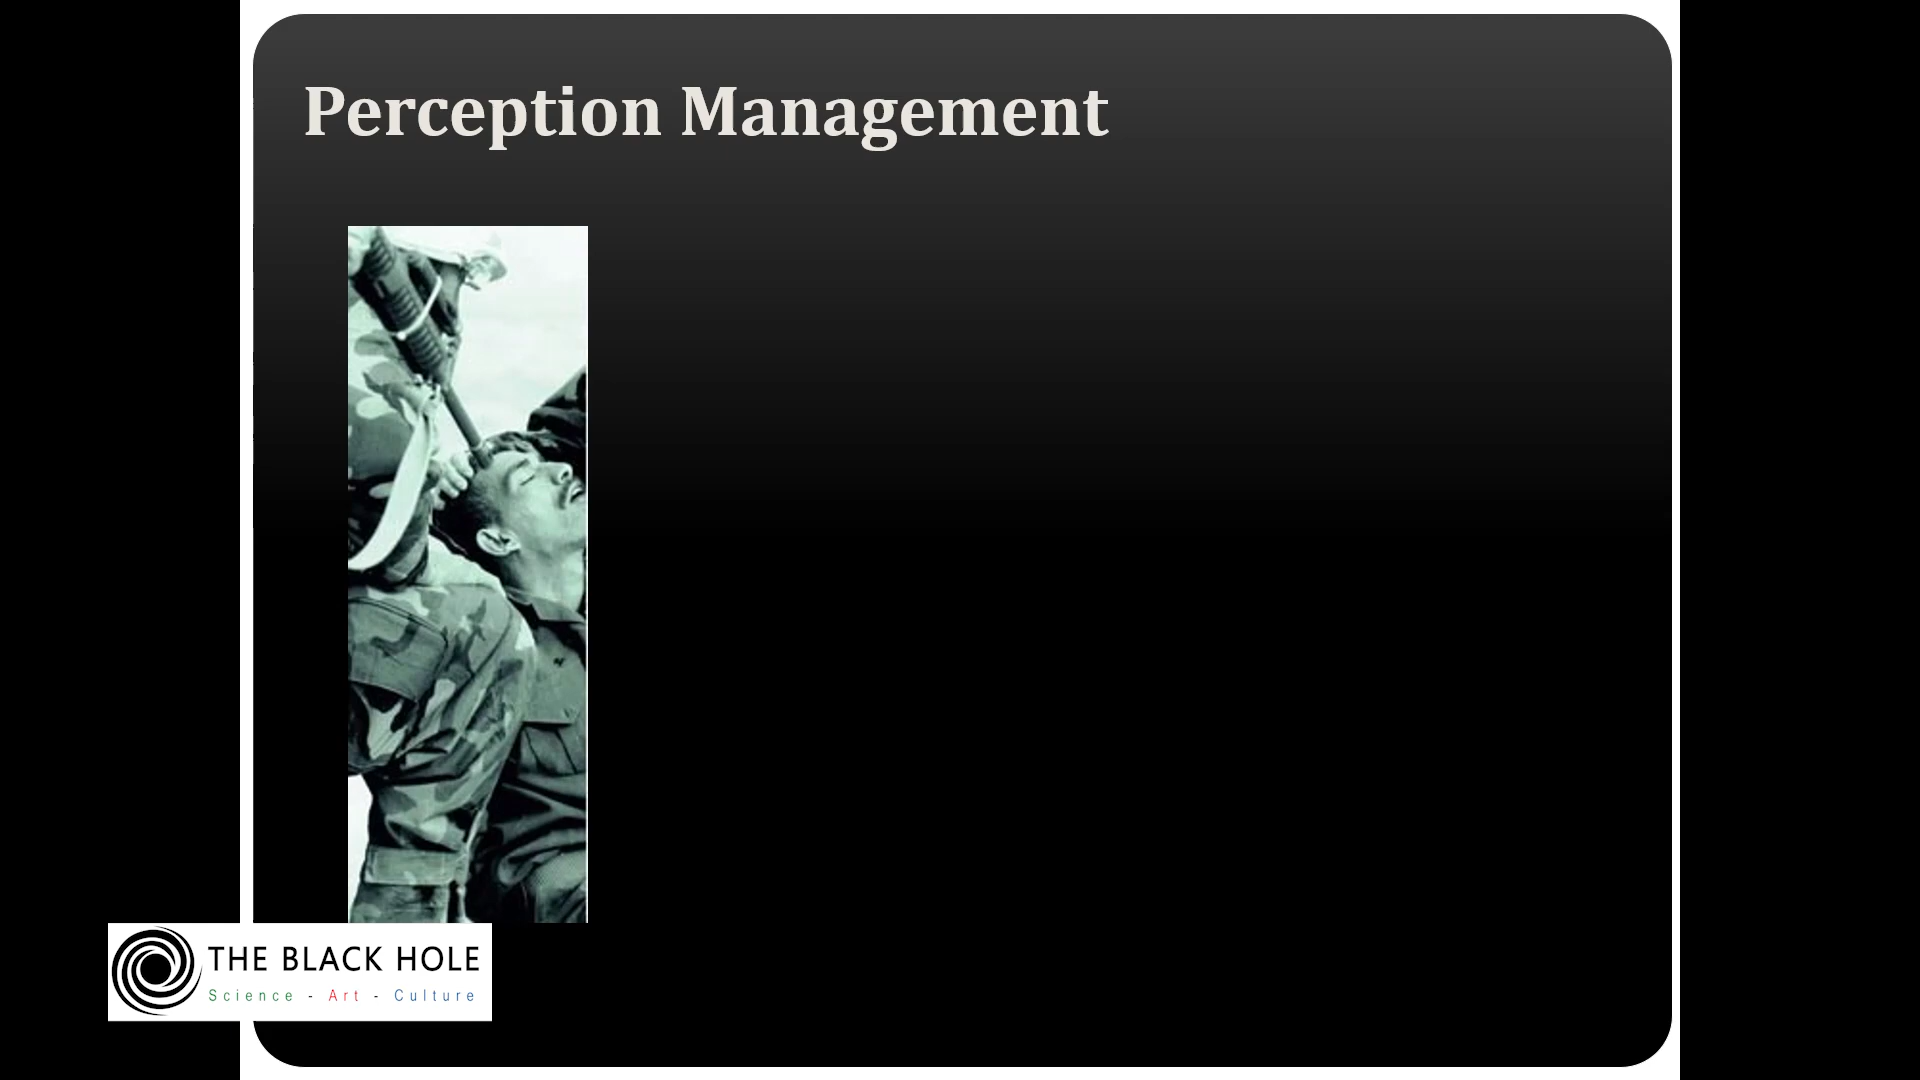 Perception Management
THE BLACK HOLE
Science - Art - Culture